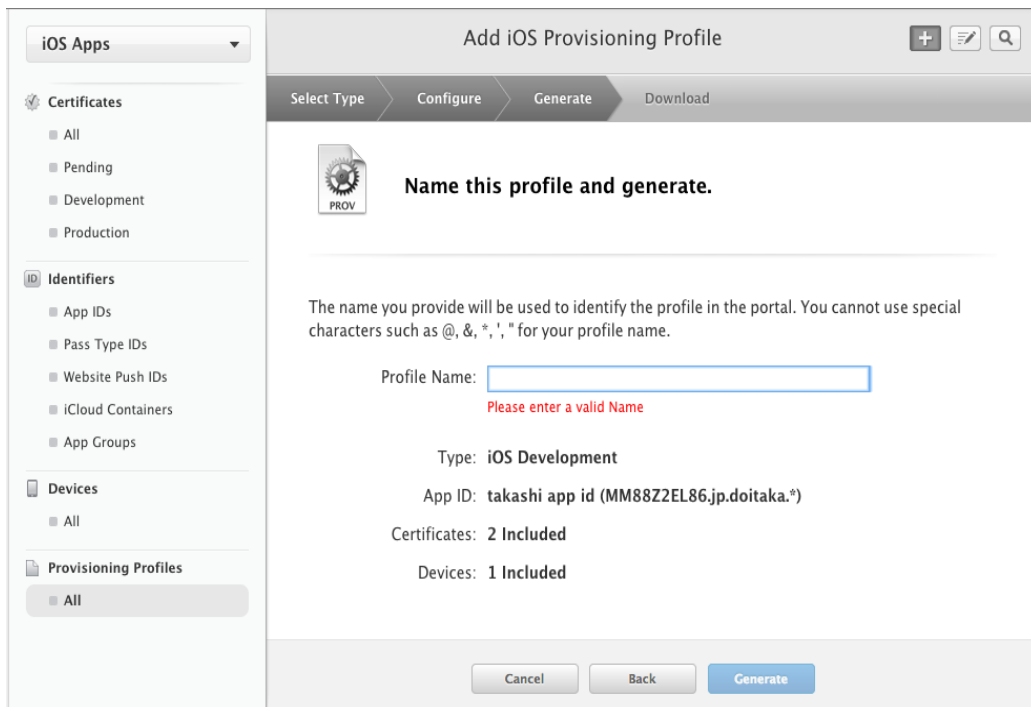 iOS Apps
Certificates
All
Pending
Development
Production
ID Identifiers
App IDs
Pass Type IDs
Website Push IDs
iCloud Containers
App Groups
Devices
All
Provisioning Profiles
All
Add iOS Provisioning Profile
Select Type Configure Generate Download
PROV
Name this profile and generate.
The name you provide will be used to identify the profile in the portal. You cannot use special
characters such as @, &, *, ', " for your profile name.
Profile Name:
Please enter a valid Name
Type: iOS Development
App ID: takashi app id (MM88Z2EL86.jp.doitaka.*)
Certificates: 2 Included
Devices: 1 Included
Cancel Back Generate